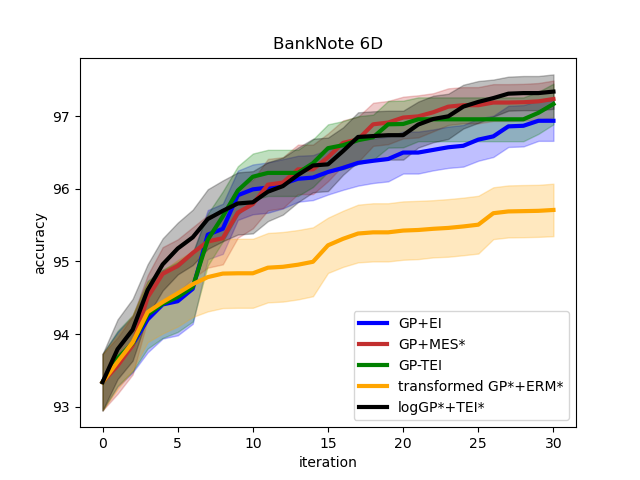 BankNote 6D
97
96
95
94
93
accuracy
0 5 10 15 20 25 30
iteration
GP+EI
GP+MES*
GP-TEI
transformed GP*+ERM*
logGP*+TEI*